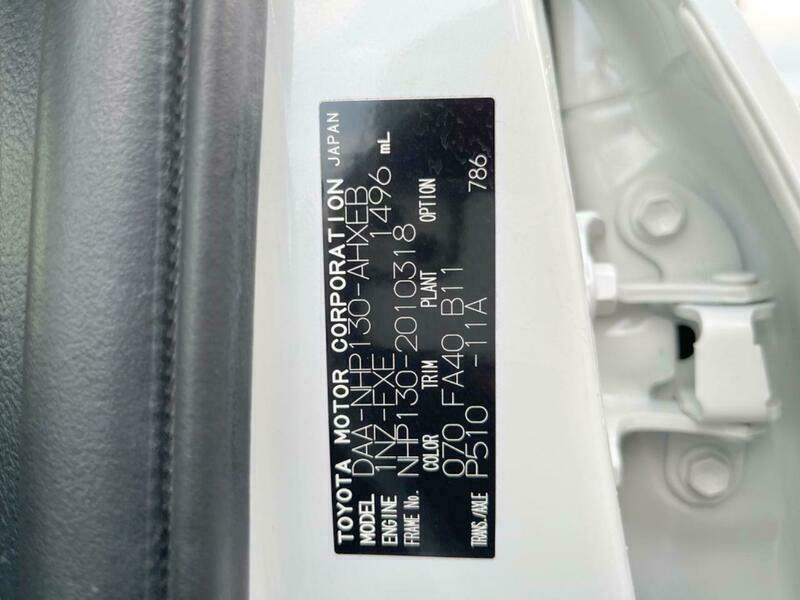 TOYOTA MOTOR CORPORATION JAPAN
MODEL DAA-NHP130-AHXEB
ENGINE 1NZ-FXE 1496 mL
FRAME No. NHP130-2010318
COLOR TRIM PLANT OPTION
070 FA40 B11 786
TRANS./AXLE P510 -11A